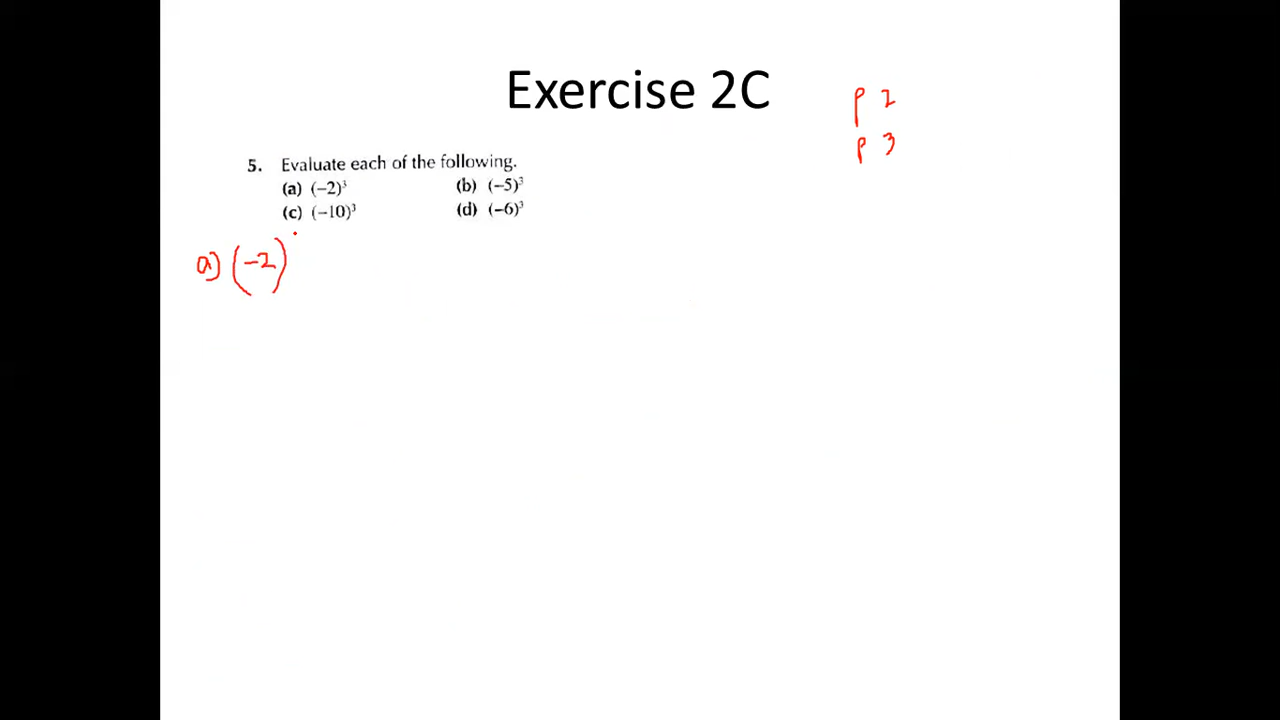 Exercise 2C
p 2
p 3
5. Evaluate each of the following.
(a) (−2)³ (b) (−5)³
(c) (−10)³ (d) (−6)³
a) (−2)